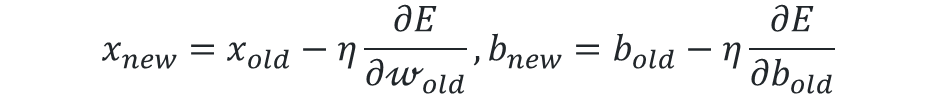 x_new = x_old − η ∂E/∂𝓌_old , b_new = b_old − η ∂E/∂b_old